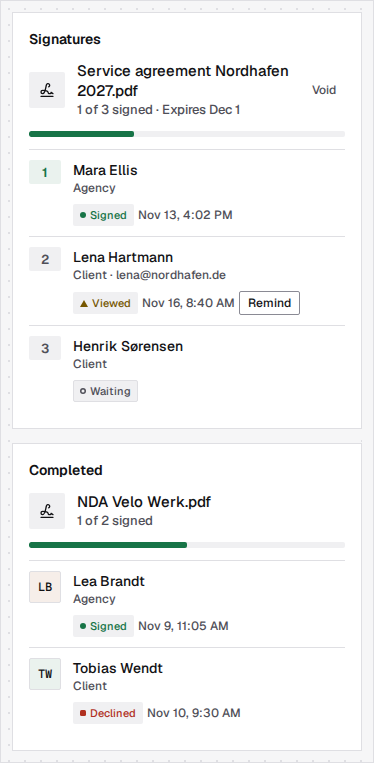 Signatures
Service agreement Nordhafen
2027.pdf
Void
1 of 3 signed · Expires Dec 1
1
Mara Ellis
Agency
Signed Nov 13, 4:02 PM
2
Lena Hartmann
Client · lena@nordhafen.de
Viewed Nov 16, 8:40 AM Remind
3
Henrik Sørensen
Client
Waiting
Completed
NDA Velo Werk.pdf
1 of 2 signed
LB
Lea Brandt
Agency
Signed Nov 9, 11:05 AM
TW
Tobias Wendt
Client
Declined Nov 10, 9:30 AM